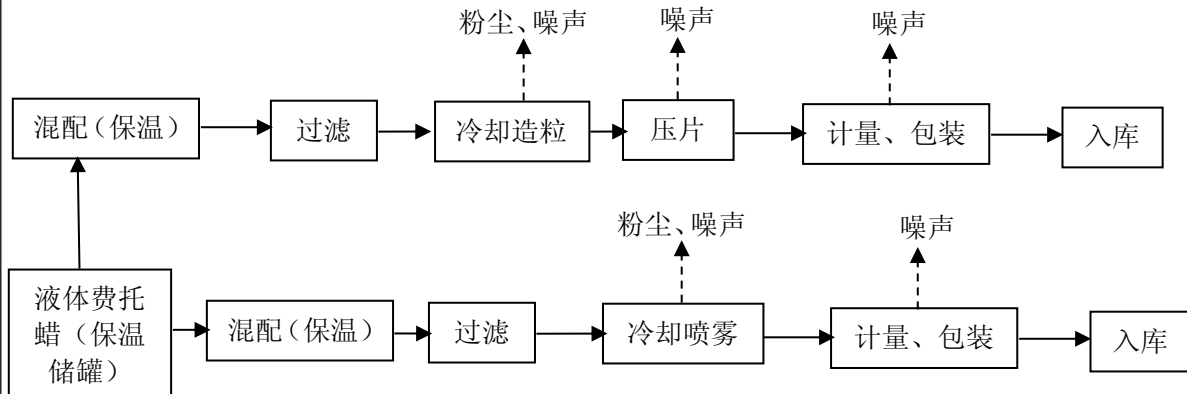 粉尘、噪声
噪声
噪声
混配（保温）
过滤
冷却造粒
压片
计量、包装
入库
粉尘、噪声
噪声
液体费托
蜡（保温
储罐）
混配（保温）
过滤
冷却喷雾
计量、包装
入库